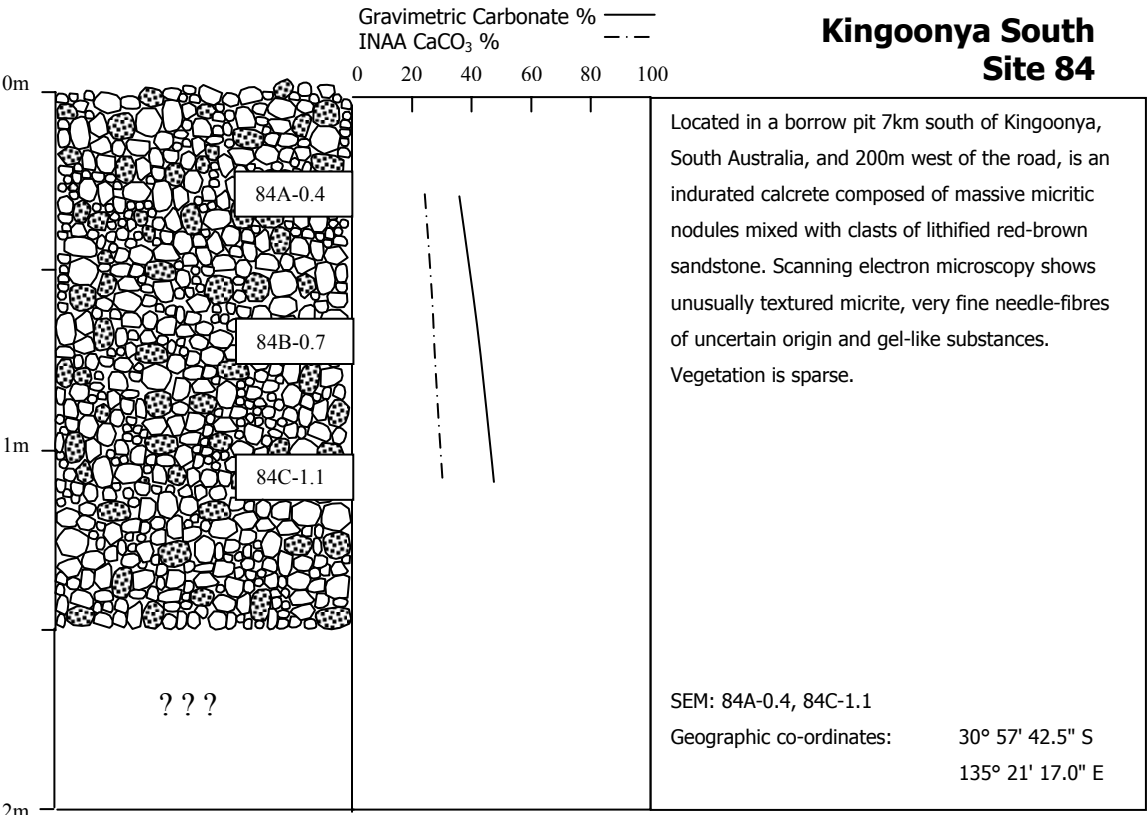 Gravimetric Carbonate %
INAA CaCO₃ %
Kingoonya South
Site 84
0 20 40 60 80 100
0m
1m
2m
84A-0.4
84B-0.7
84C-1.1
? ? ?
Located in a borrow pit 7km south of Kingoonya,
South Australia, and 200m west of the road, is an
indurated calcrete composed of massive micritic
nodules mixed with clasts of lithified red-brown
sandstone. Scanning electron microscopy shows
unusually textured micrite, very fine needle-fibres
of uncertain origin and gel-like substances.
Vegetation is sparse.
SEM: 84A-0.4, 84C-1.1
Geographic co-ordinates: 30° 57' 42.5" S
135° 21' 17.0" E